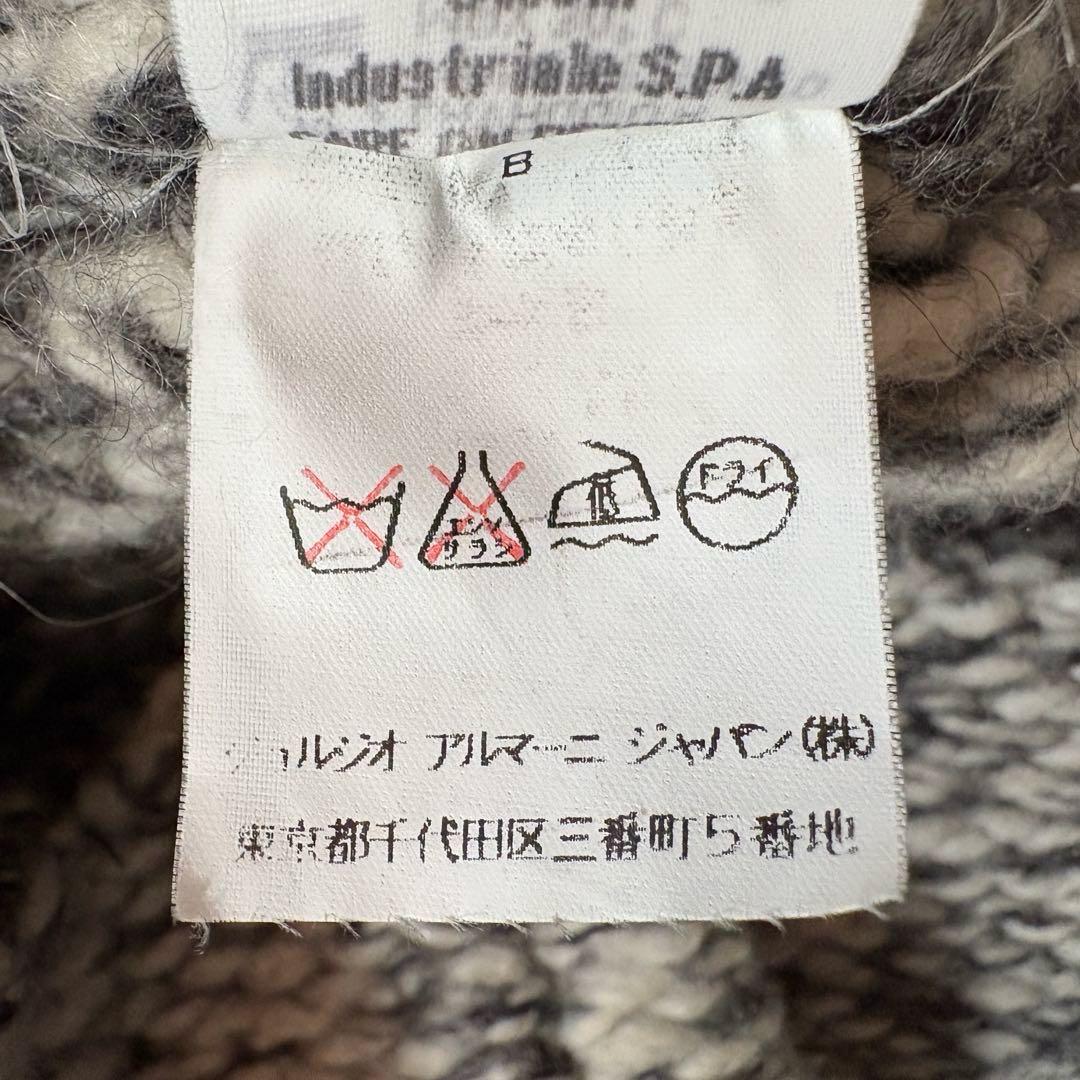 Industriale S.P.A
B
エンソ
サラシ
低
ドライ
ジョルジオ アルマーニ ジャパン(株)
東京都千代田区三番町5番地